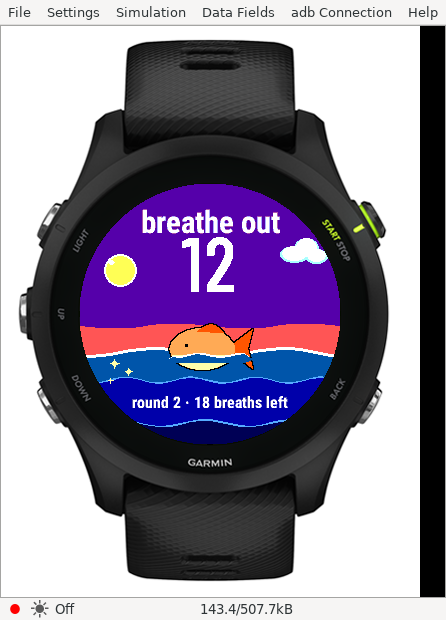 File Settings Simulation Data Fields adb Connection Help
breathe out
12
LIGHT
START STOP
UP
DOWN
BACK
round 2 · 18 breaths left
GARMIN
Off 143.4/507.7kB